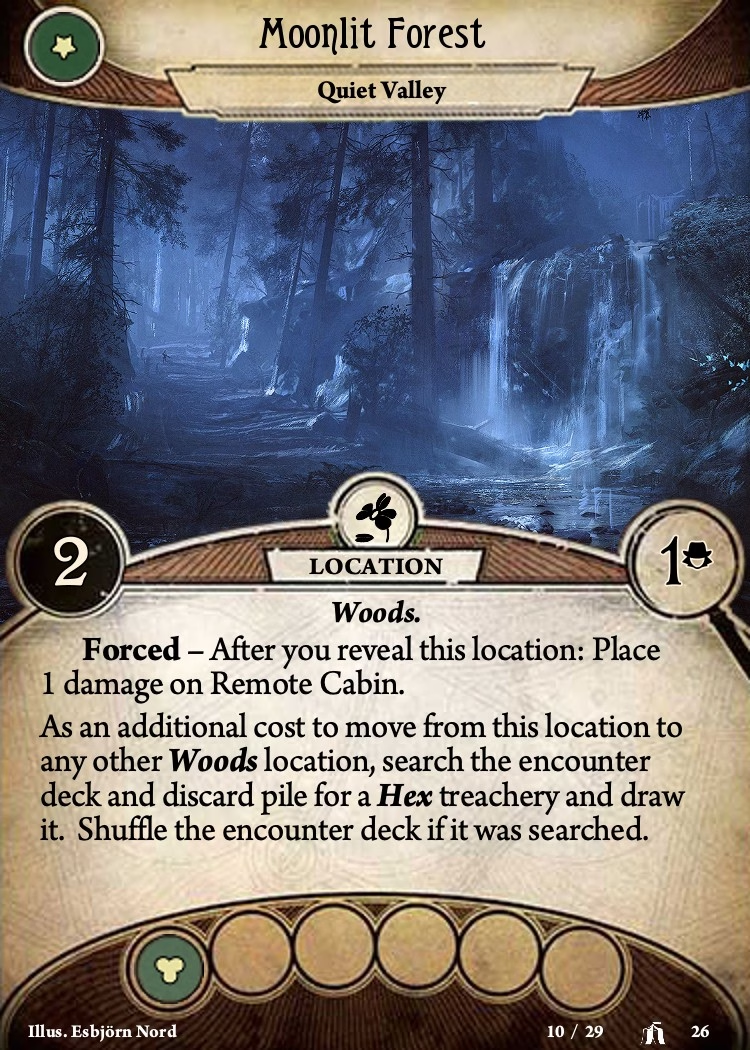 Moonlit Forest
Quiet Valley
2
LOCATION
1
Woods.
Forced – After you reveal this location: Place
1 damage on Remote Cabin.
As an additional cost to move from this location to
any other Woods location, search the encounter
deck and discard pile for a Hex treachery and draw
it. Shuffle the encounter deck if it was searched.
Illus. Esbjörn Nord
10 / 29
26